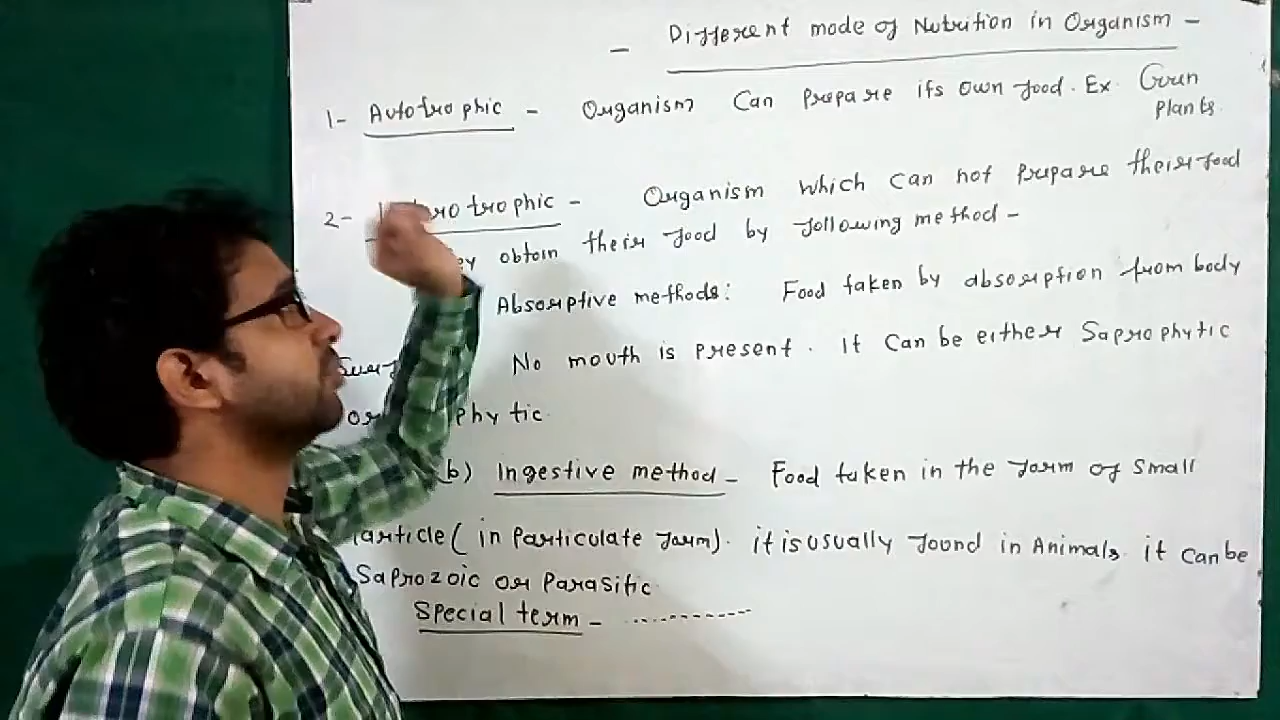 - Different mode of Nutrition in Organism -
1- Autotrophic - Organism Can Prepare its own food. Ex. Green
Plants.
2- trophic - Organism which can not prepare their food
obtain their food by following method -
Absorptive methods: Food taken by absorption from body
No mouth is present. it can be either Saprophytic
or phytic.
(b) Ingestive method - Food taken in the form of small
Particle (in particulate form). it is usually found in Animals. it can be
Saprozoic or Parasitic.
Special term - ............